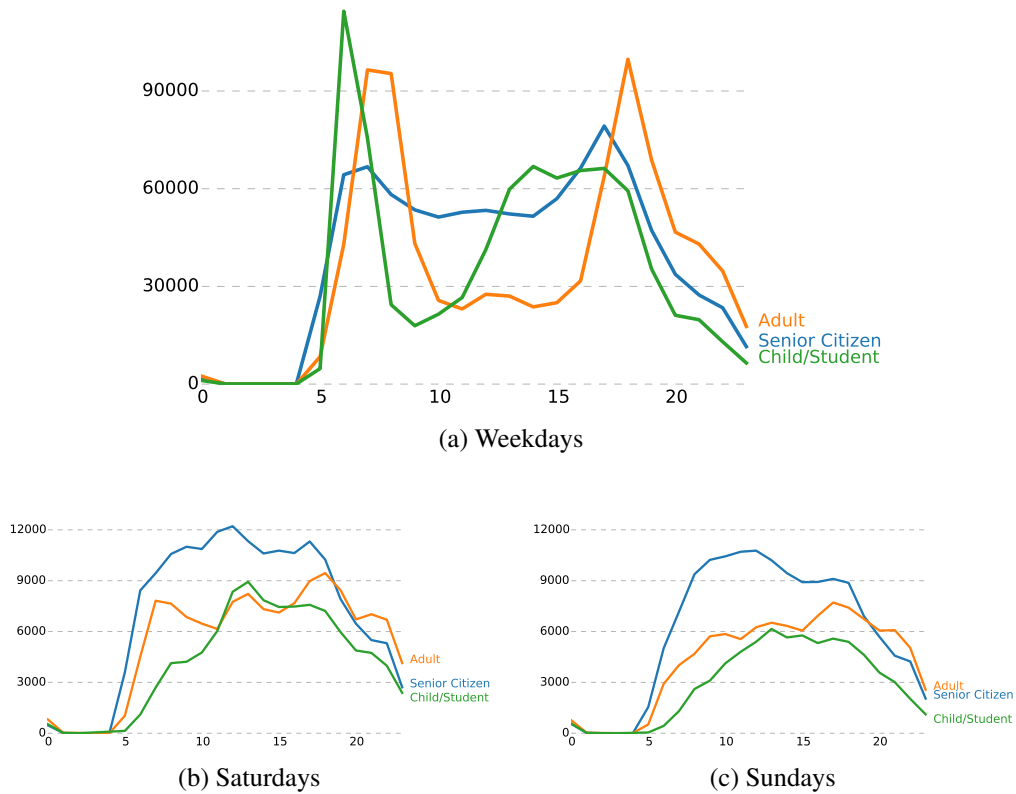 90000
60000
30000
0
Adult
Senior Citizen
Child/Student
0 5 10 15 20
(a) Weekdays
12000
9000
6000
3000
0
Adult
Senior Citizen
Child/Student
0 5 10 15 20
(b) Saturdays
12000
9000
6000
3000
0
Adult
Senior Citizen
Child/Student
0 5 10 15 20
(c) Sundays